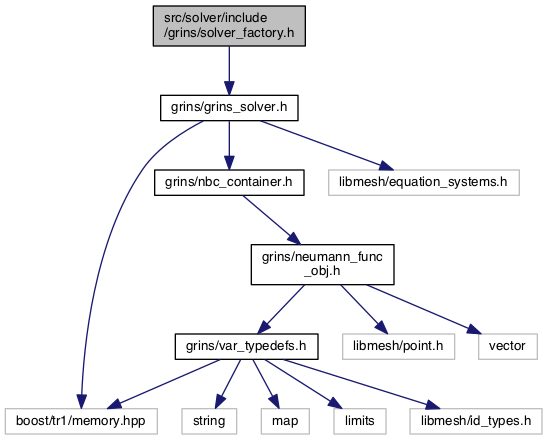 src/solver/include
/grins/solver_factory.h
grins/grins_solver.h
grins/nbc_container.h
libmesh/equation_systems.h
grins/neumann_func
_obj.h
grins/var_typedefs.h
libmesh/point.h
vector
boost/tr1/memory.hpp
string
map
limits
libmesh/id_types.h